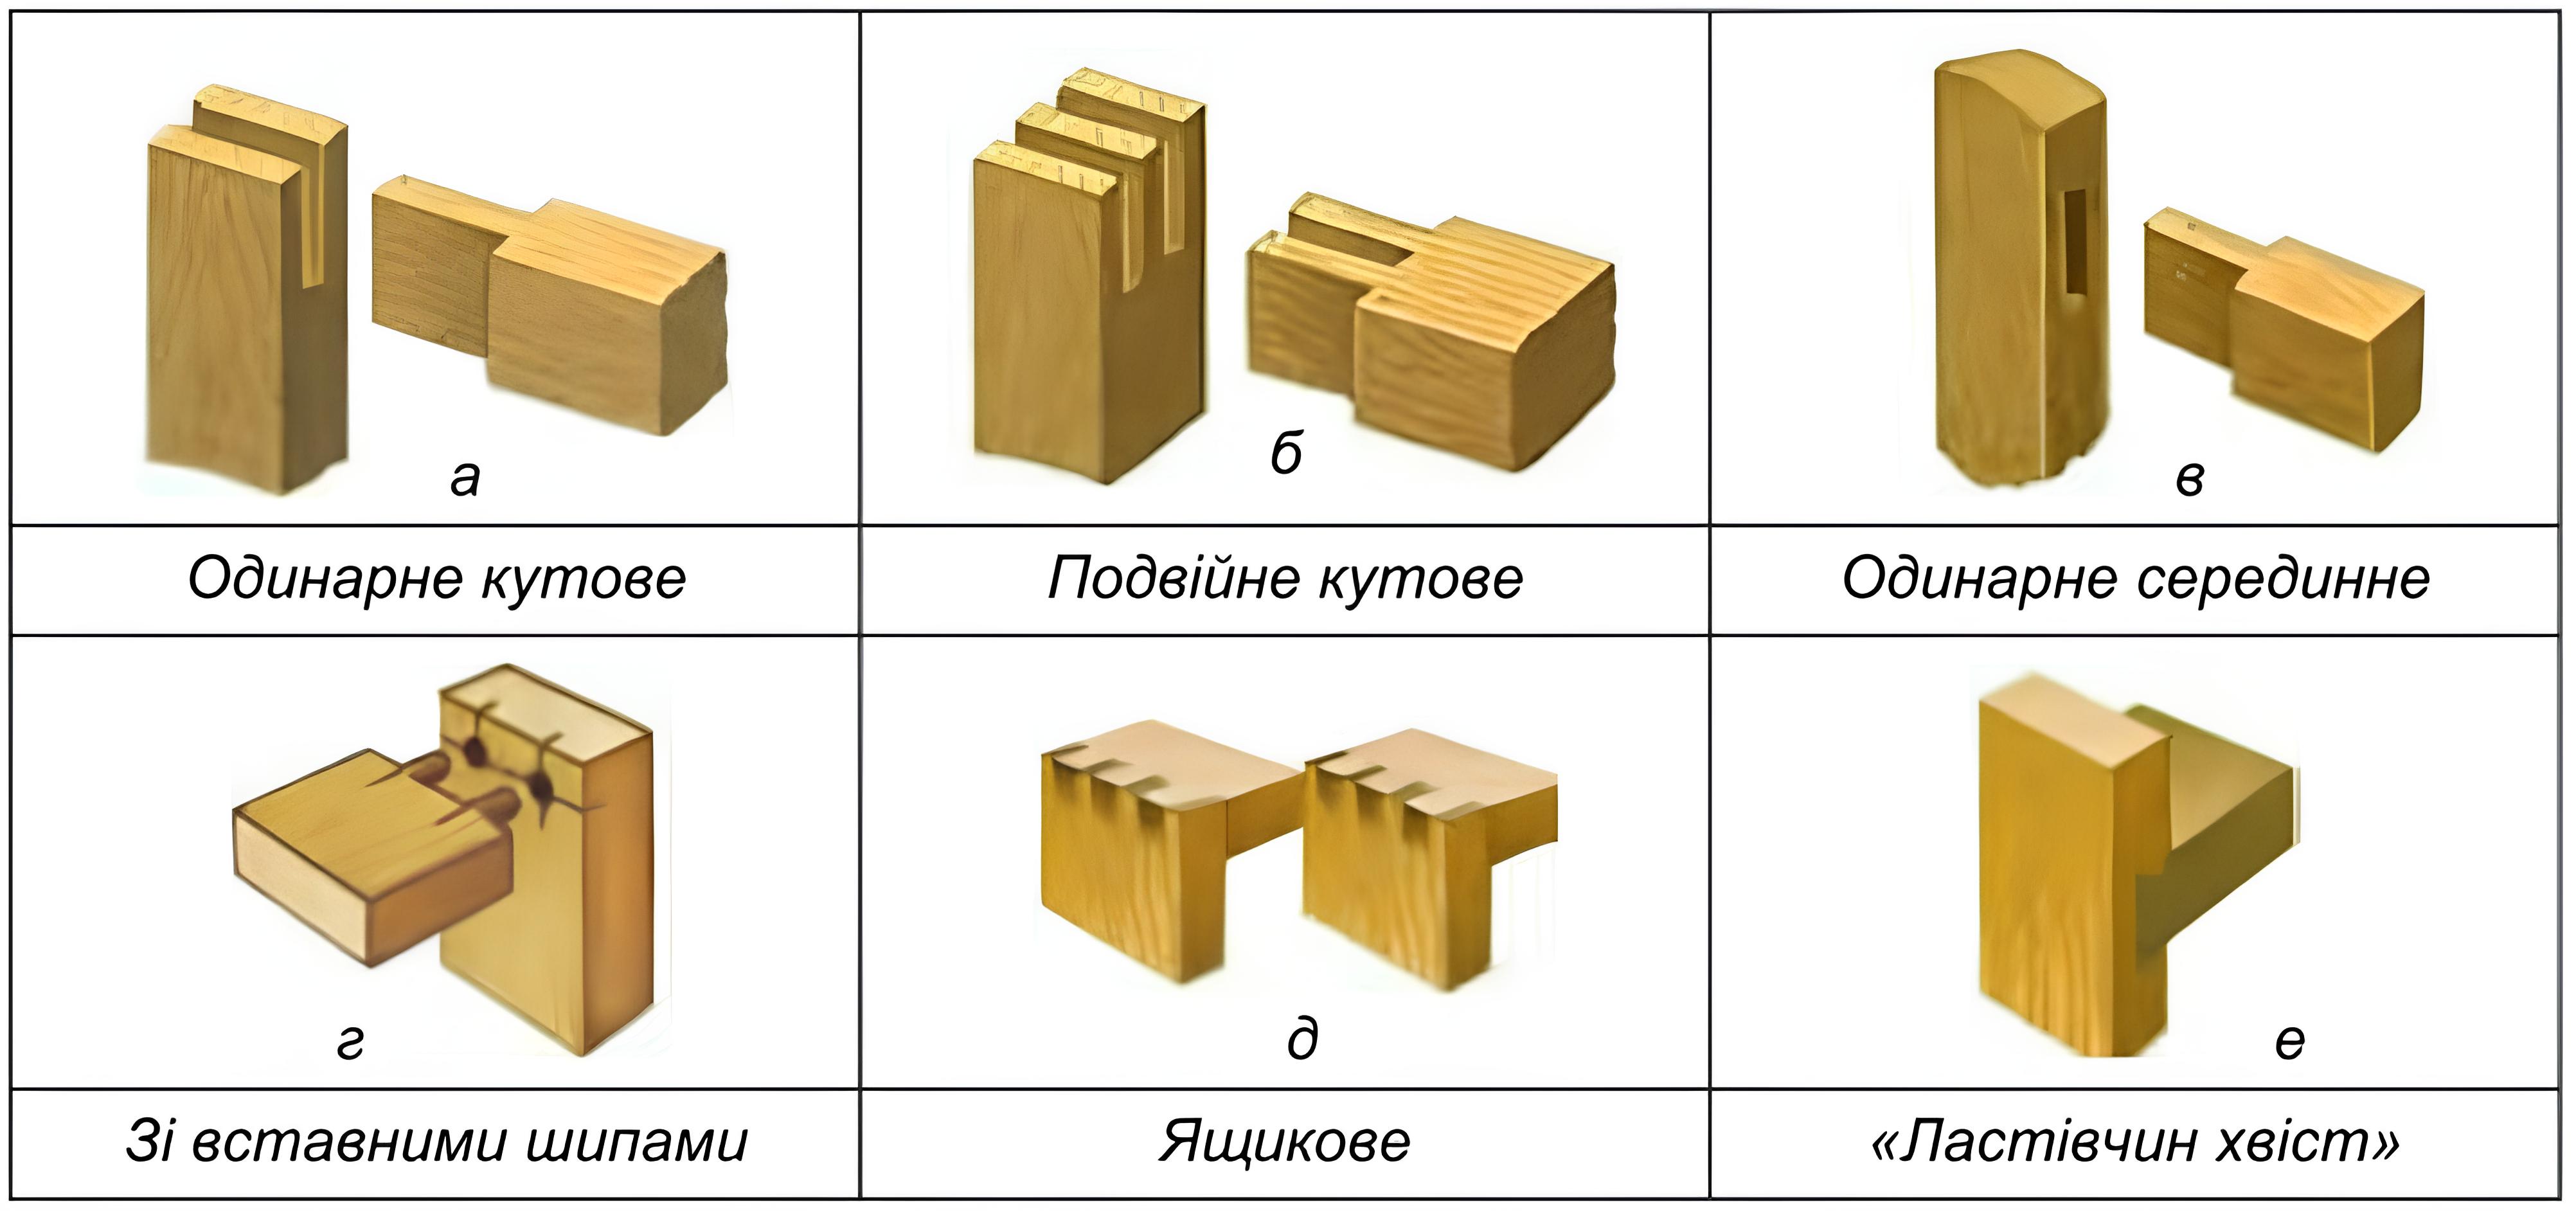 а
б
в
Одинарне кутове
Подвійне кутове
Одинарне серединне
г
д
е
Зі вставними шипами
Ящикове
«Ластівчин хвіст»